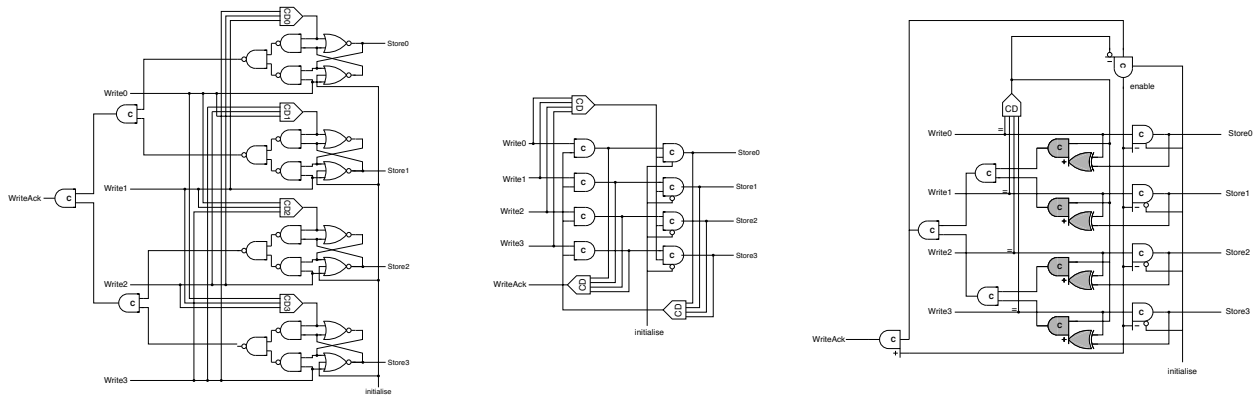 CD0
Store0
Write0
C
CD1
C
Store1
Write1
WriteAck
C
CD2
Store2
Write2
C
CD3
Store3
Write3
initialise
CD
Write0
C
C
Store0
Write1
C
C
Store1
Write2
C
C
Store2
Write3
C
C
Store3
WriteAck
CD
CD
initialise
C
enable
CD
Write0
=
C
Store0
C
+
-
C
Write1
=
C
Store1
C
+
-
C
Write2
=
C
Store2
C
+
-
C
Write3
=
C
Store3
C
+
-
WriteAck
C
+
initialise